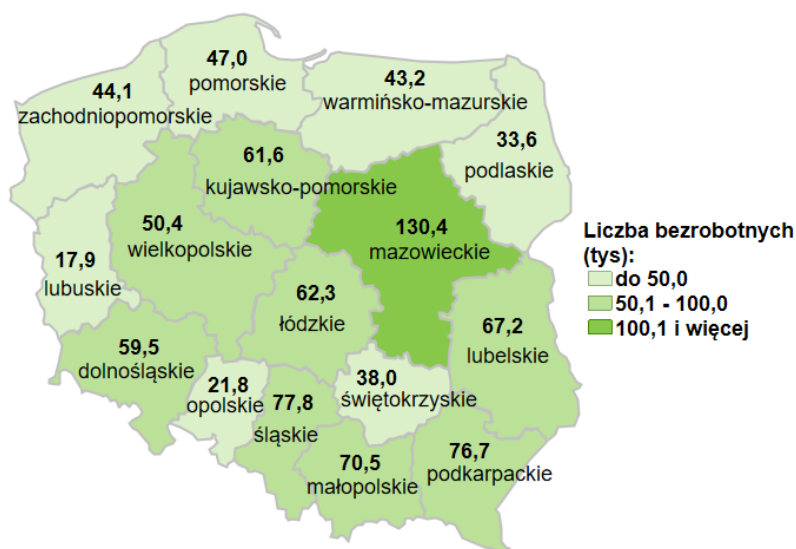 47,0
pomorskie
44,1
zachodniopomorskie
43,2
warmińsko-mazurskie
33,6
podlaskie
61,6
kujawsko-pomorskie
50,4
wielkopolskie
130,4
mazowieckie
17,9
lubuskie
62,3
łódzkie
67,2
lubelskie
59,5
dolnośląskie
21,8
opolskie
77,8
śląskie
38,0
świętokrzyskie
70,5
małopolskie
76,7
podkarpackie
Liczba bezrobotnych
(tys):
do 50,0
50,1 - 100,0
100,1 i więcej